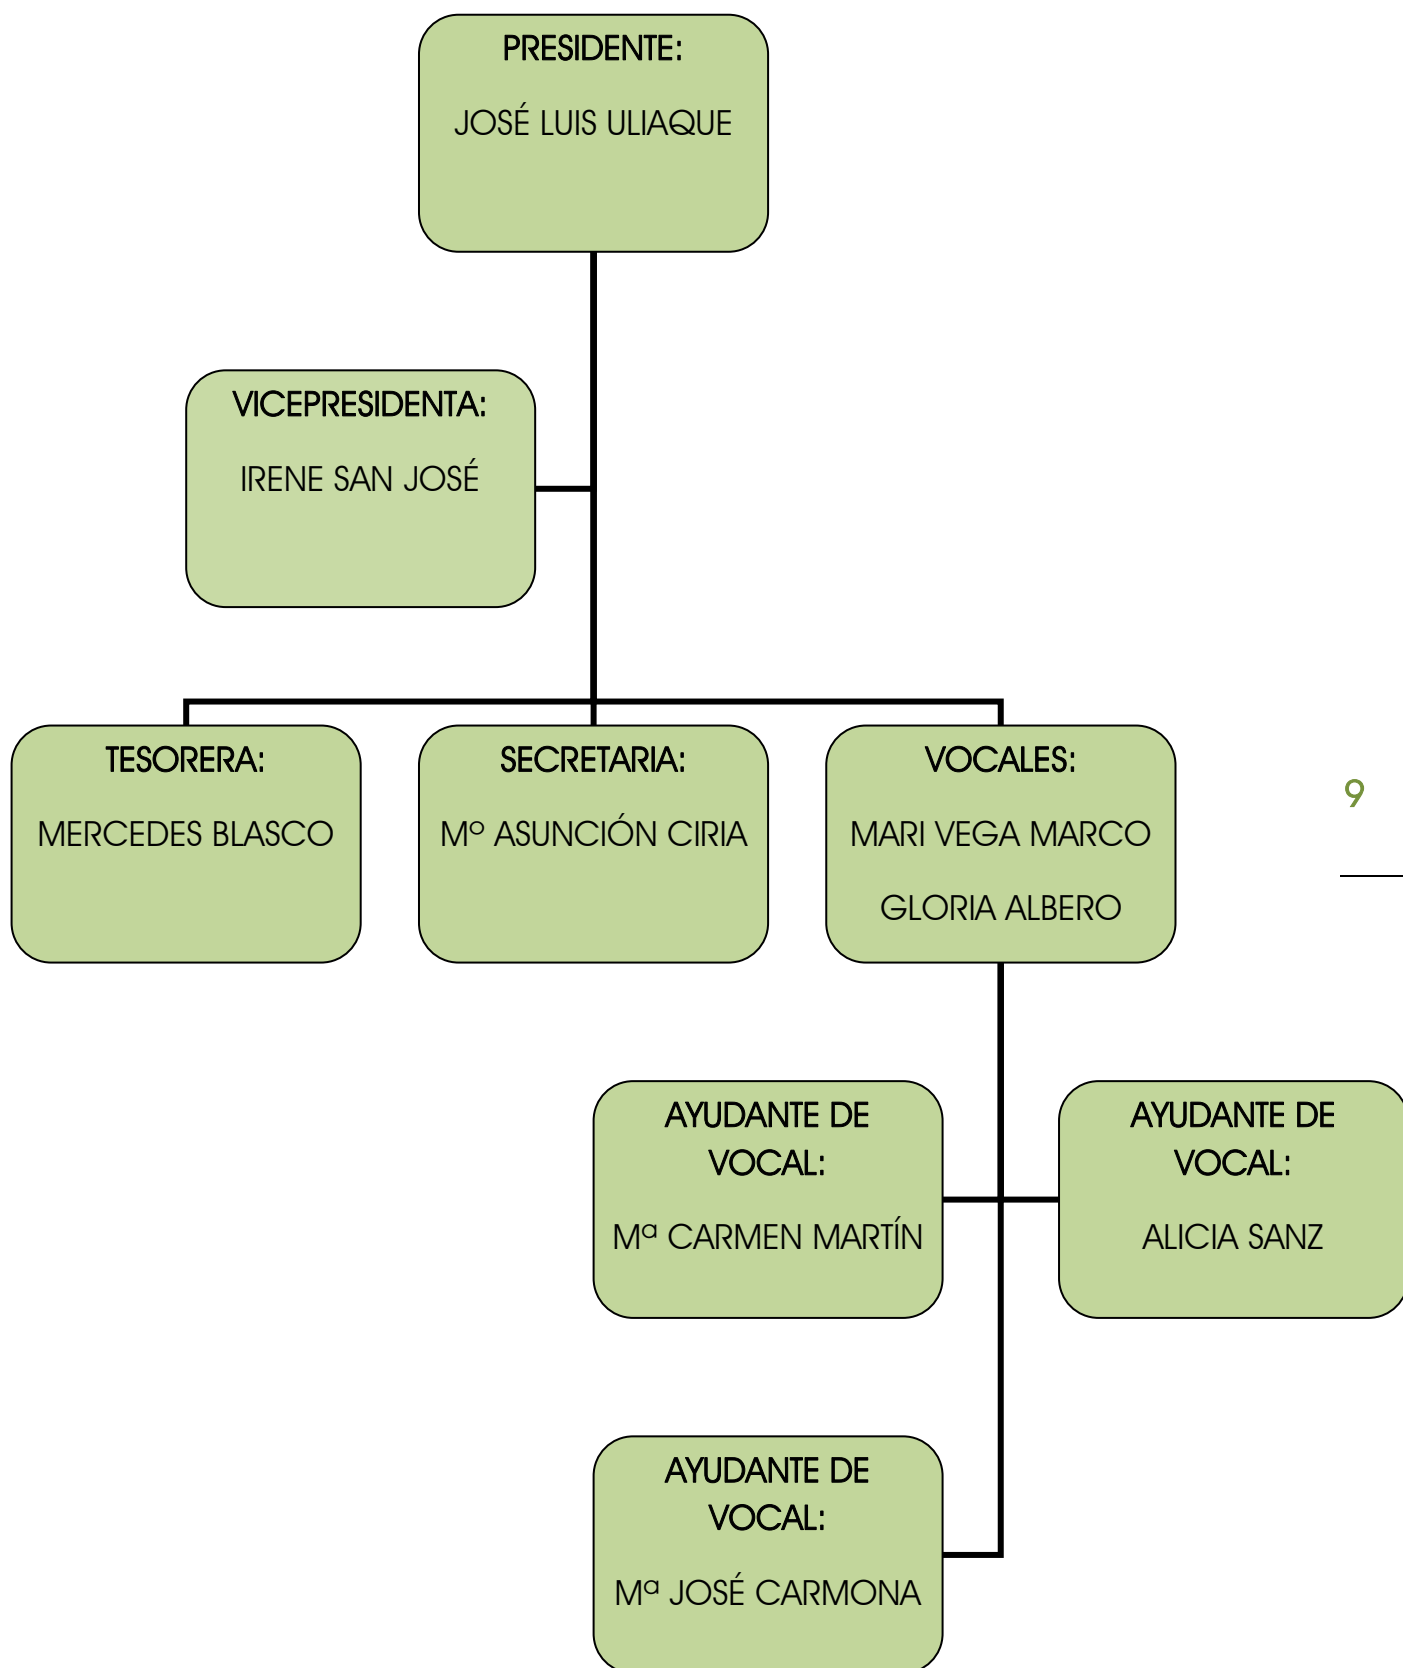 PRESIDENTE:
JOSÉ LUIS ULIAQUE
VICEPRESIDENTA:
IRENE SAN JOSÉ
TESORERA:
MERCEDES BLASCO
SECRETARIA:
Mº ASUNCIÓN CIRIA
VOCALES:
MARI VEGA MARCO
GLORIA ALBERO
9
AYUDANTE DE
VOCAL:
Mª CARMEN MARTÍN
AYUDANTE DE
VOCAL:
ALICIA SANZ
AYUDANTE DE
VOCAL:
Mª JOSÉ CARMONA